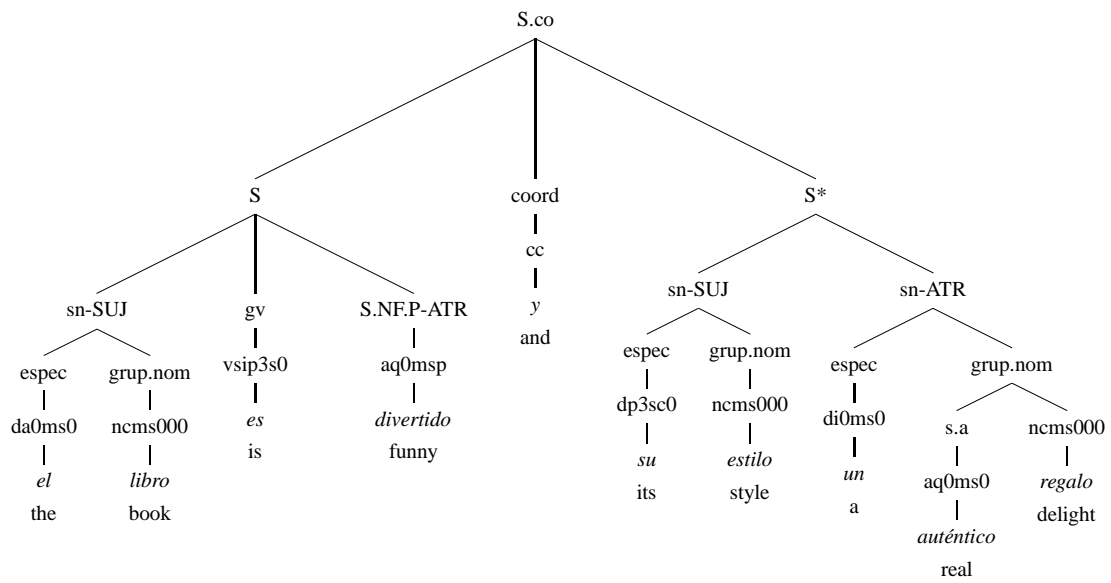 S.co
S coord S*
cc
sn-SUJ gv S.NF.P-ATR y sn-SUJ sn-ATR
and
espec grup.nom vsip3s0 aq0msp espec grup.nom espec grup.nom
da0ms0 ncms000 es divertido dp3sc0 ncms000 di0ms0 s.a ncms000
is funny
el libro su estilo un aq0ms0 regalo
the book its style a delight
auténtico
real